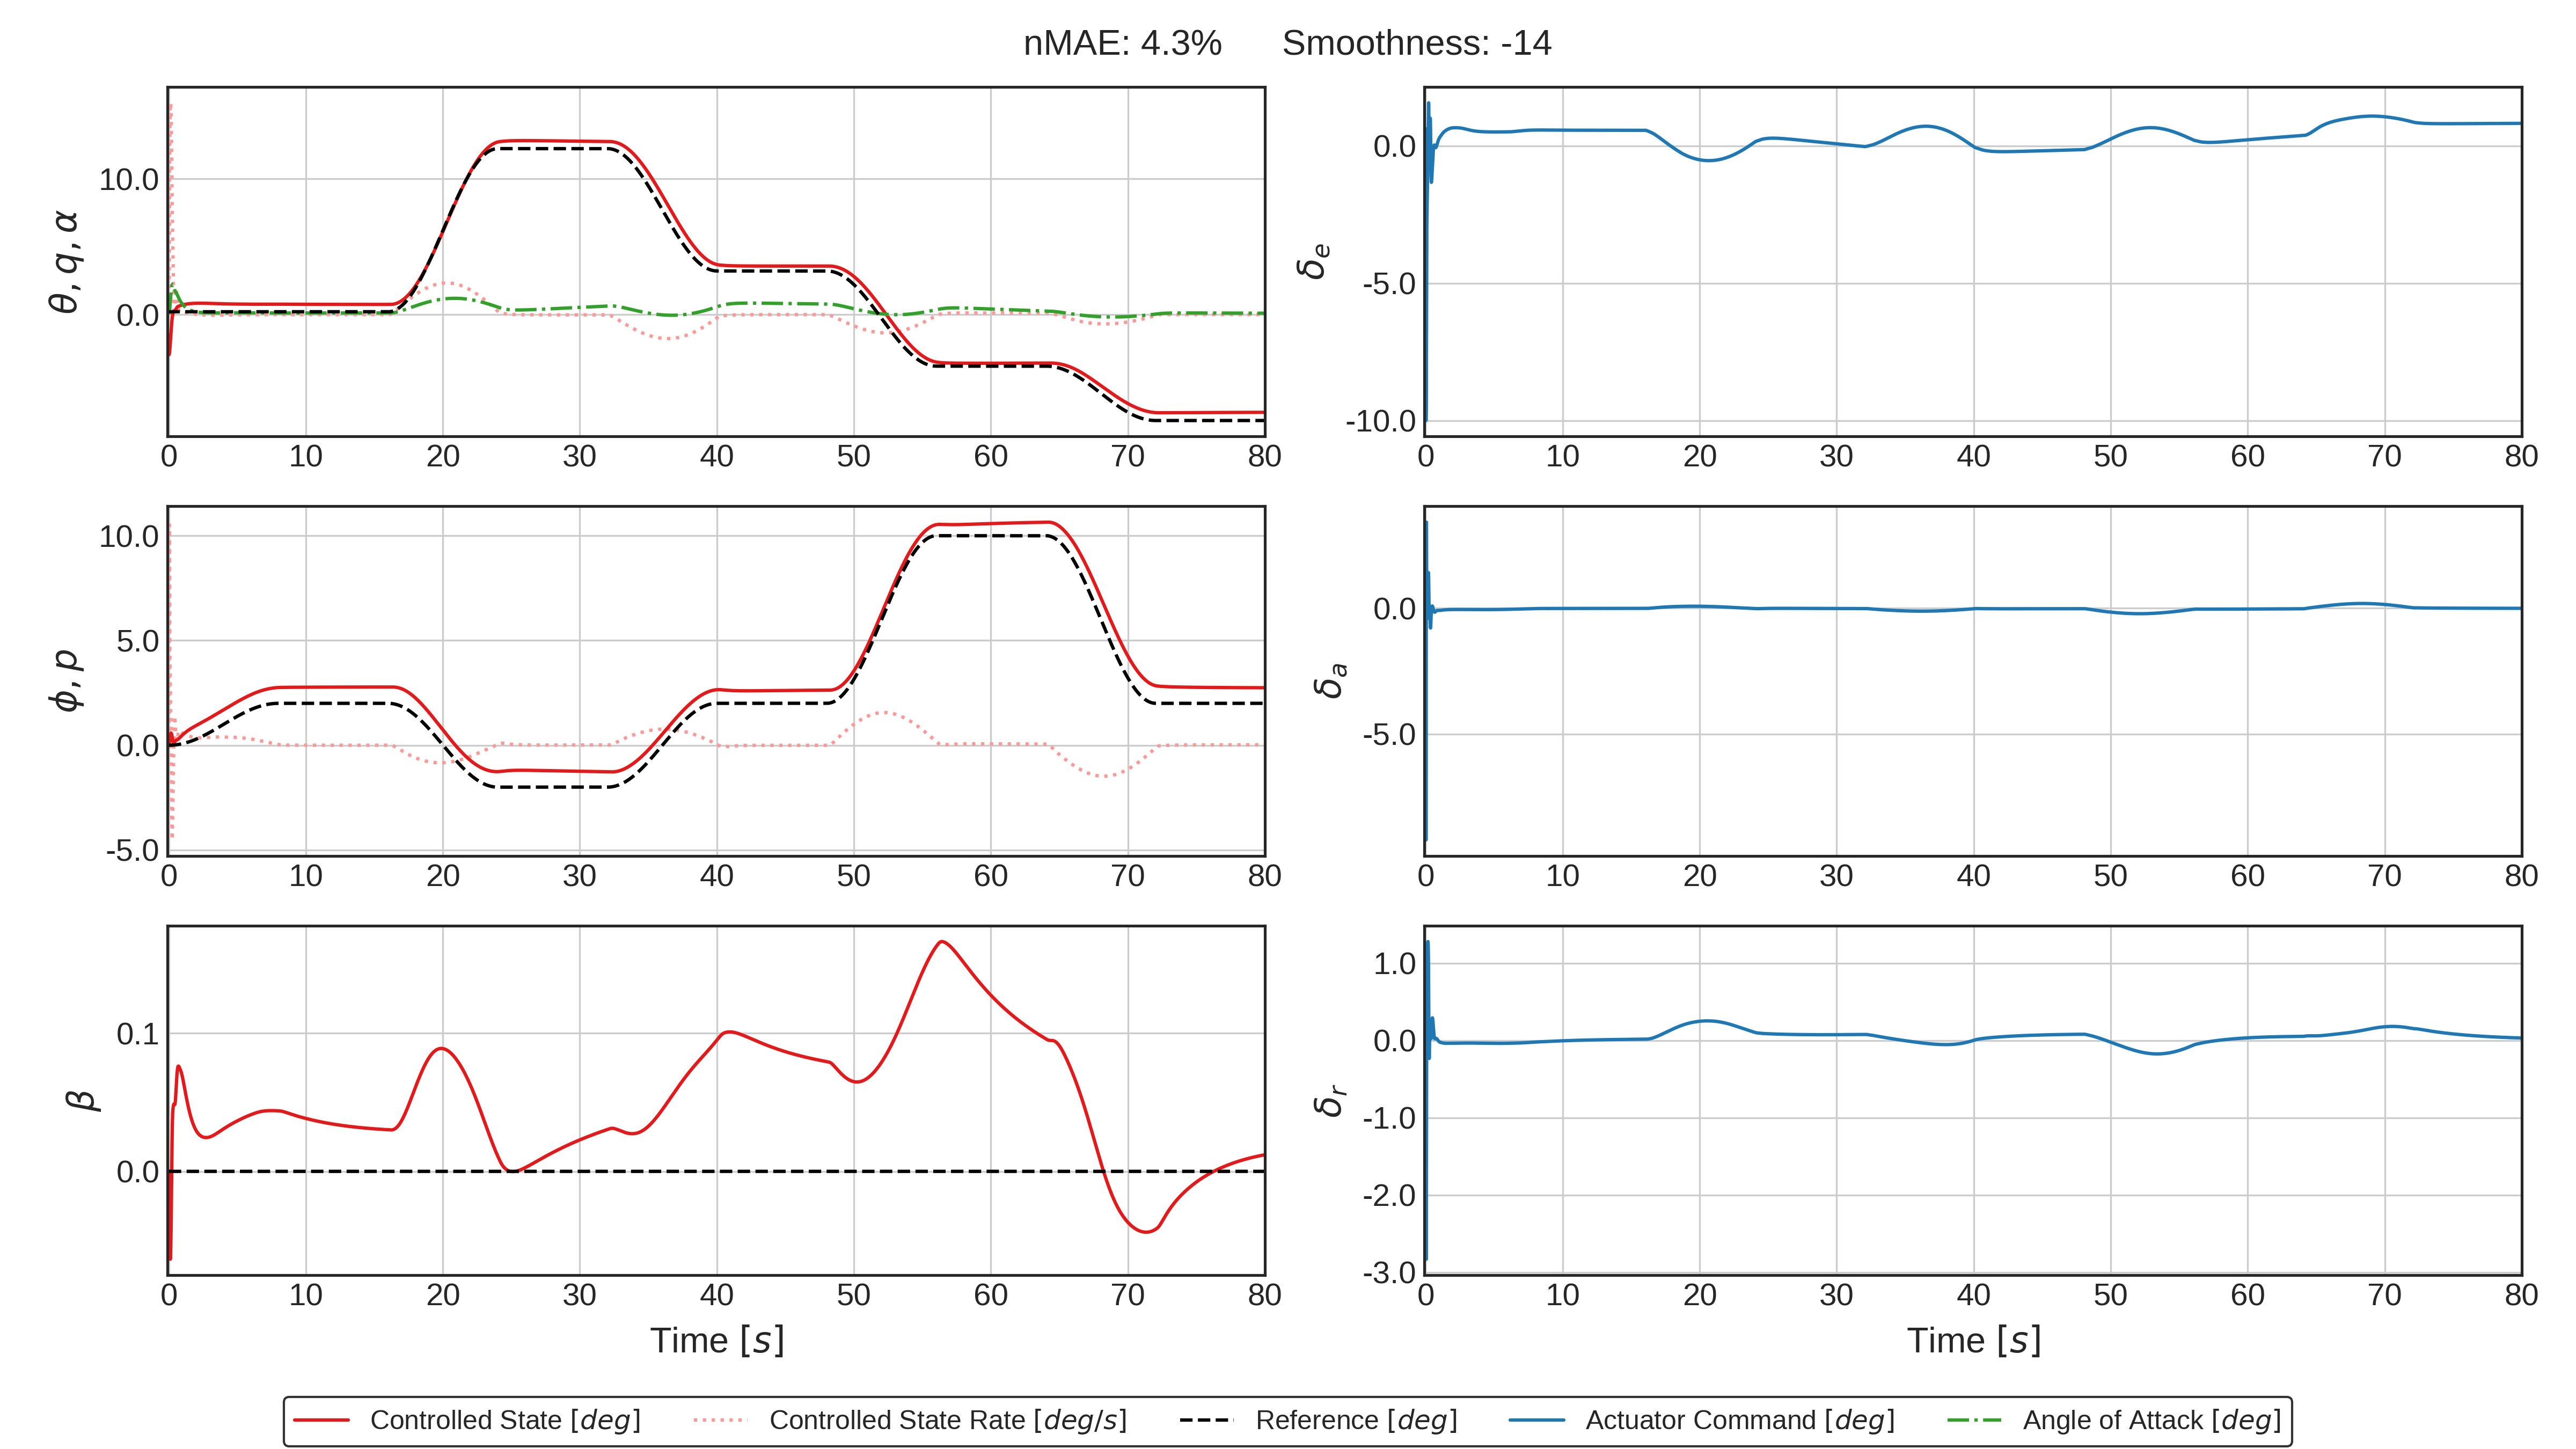 nMAE: 4.3% Smoothness: -14
10.0
0.0
θ, q, α
0 10 20 30 40 50 60 70 80
0.0
-5.0
-10.0
δe
0 10 20 30 40 50 60 70 80
10.0
5.0
0.0
-5.0
ϕ, p
0 10 20 30 40 50 60 70 80
0.0
-5.0
δa
0 10 20 30 40 50 60 70 80
0.1
0.0
β
0 10 20 30 40 50 60 70 80
Time [s]
1.0
0.0
-1.0
-2.0
-3.0
δr
0 10 20 30 40 50 60 70 80
Time [s]
Controlled State [deg] Controlled State Rate [deg/s] Reference [deg] Actuator Command [deg] Angle of Attack [deg]